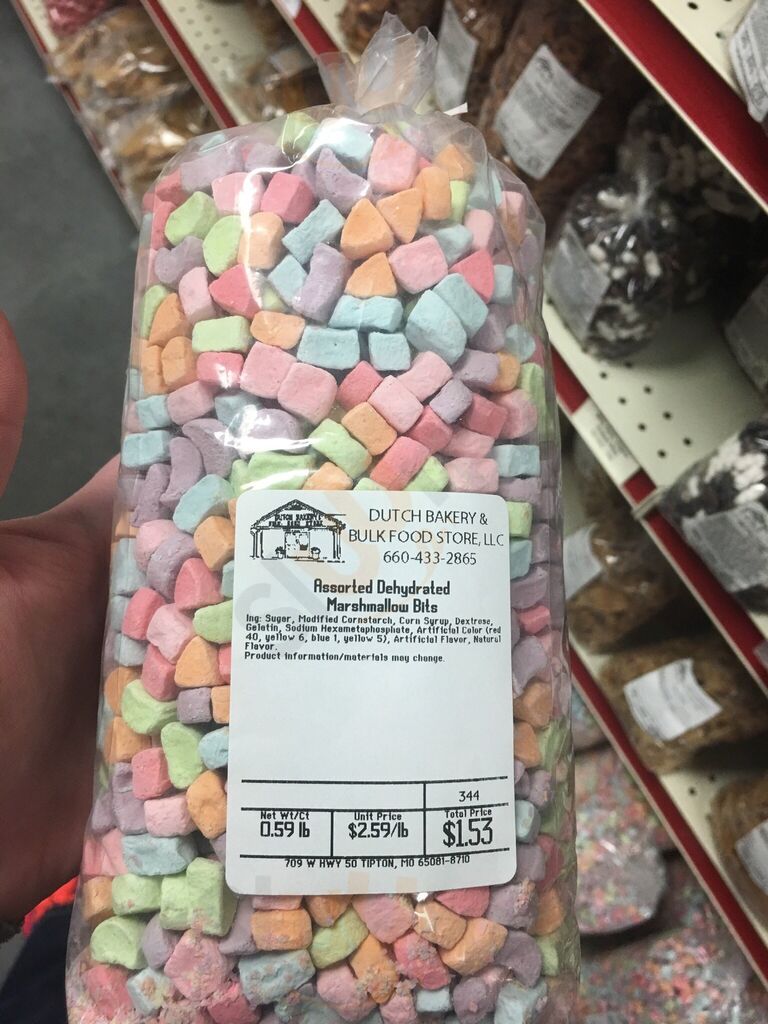 DUTCH BAKERY &
BULK FOOD STORE, LLC
660-433-2865
Assorted Dehydrated
Marshmallow Bits
Ing: Sugar, Modified Cornstarch, Corn Syrup, Dextrose,
Gelatin, Sodium Hexametaphosphate, Artificial Color (red
40, yellow 6, blue 1, yellow 5), Artificial Flavor, Natural
Flavor.
Product information/materials may change.
344
Net Wt/Ct Unit Price Total Price
0.59 lb $2.59/lb $1.53
709 W HWY 50 TIPTON, MO 65081-8710